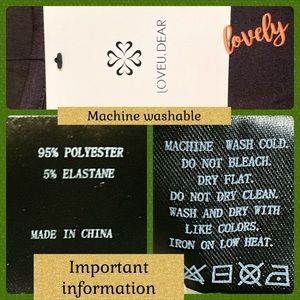 LOVEU, DEAR
lovely
Machine washable
95% POLYESTER
5% ELASTANE
MADE IN CHINA
MACHINE WASH COLD.
DO NOT BLEACH.
DRY FLAT.
DO NOT DRY CLEAN.
WASH AND DRY WITH
LIKE COLORS.
IRON ON LOW HEAT.
Important
information